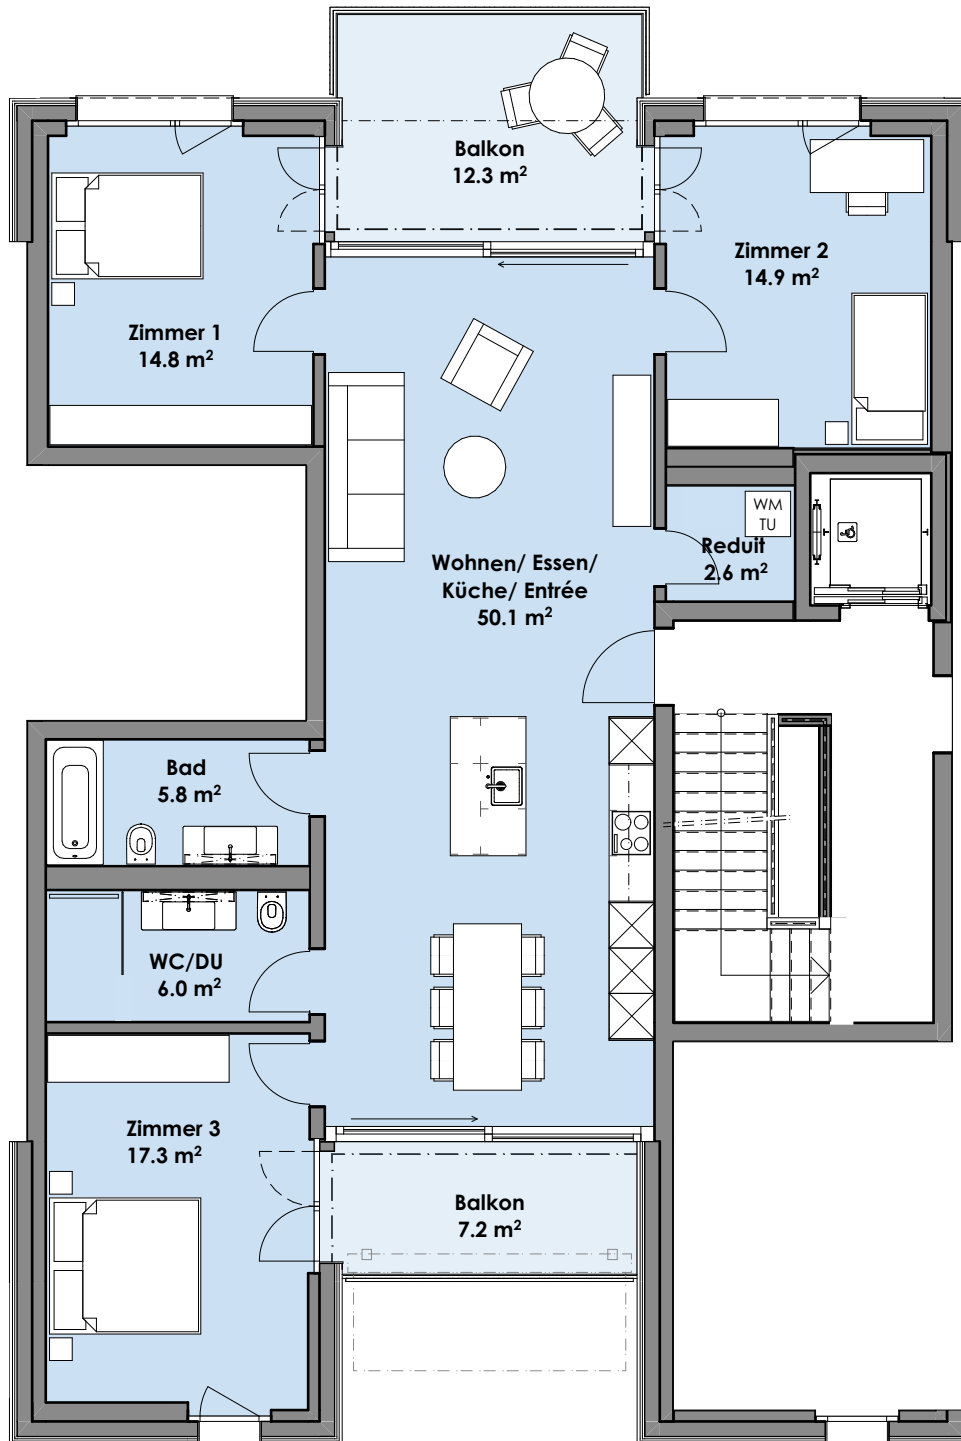 Balkon
12.3 m²
Zimmer 2
14.9 m²
Zimmer 1
14.8 m²
WM
TU
Reduit
2.6 m²
Wohnen/ Essen/
Küche/ Entrée
50.1 m²
Bad
5.8 m²
WC/DU
6.0 m²
Zimmer 3
17.3 m²
Balkon
7.2 m²